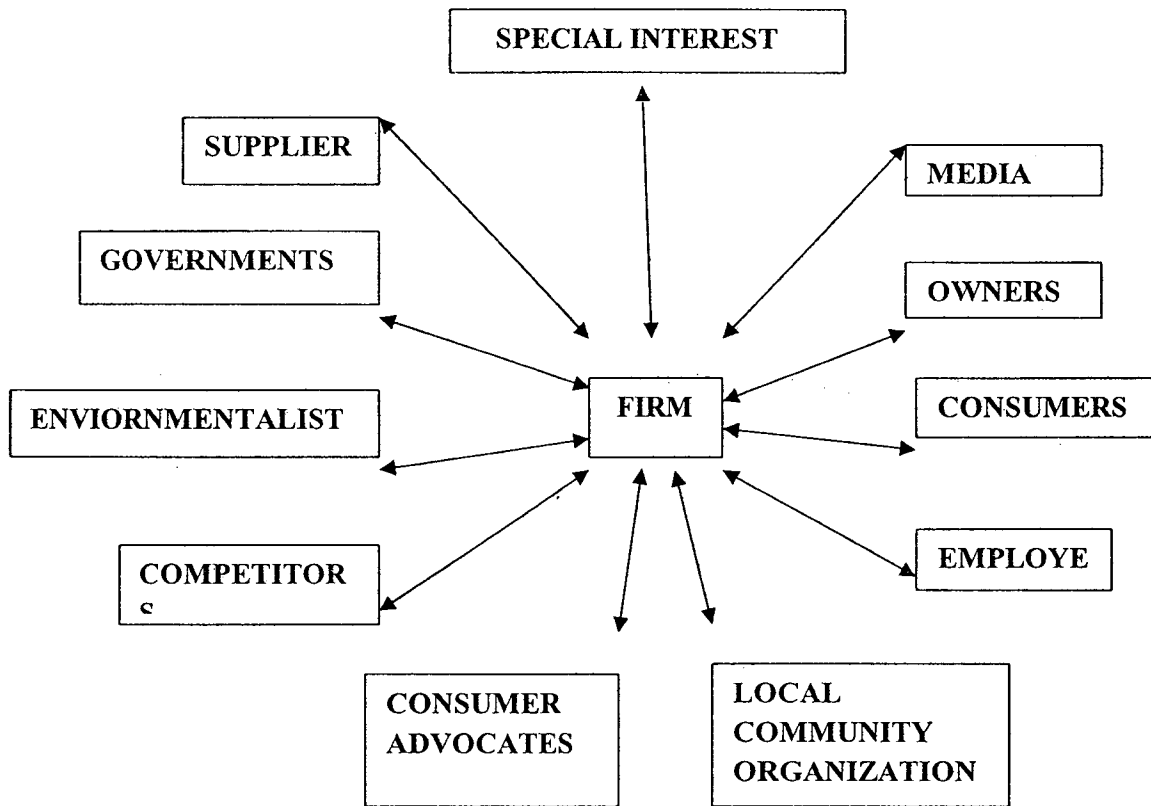 SPECIAL INTEREST
SUPPLIER
MEDIA
GOVERNMENTS
OWNERS
FIRM
ENVIORNMENTALIST
CONSUMERS
EMPLOYE
COMPETITOR
S
CONSUMER
ADVOCATES
LOCAL
COMMUNITY
ORGANIZATION